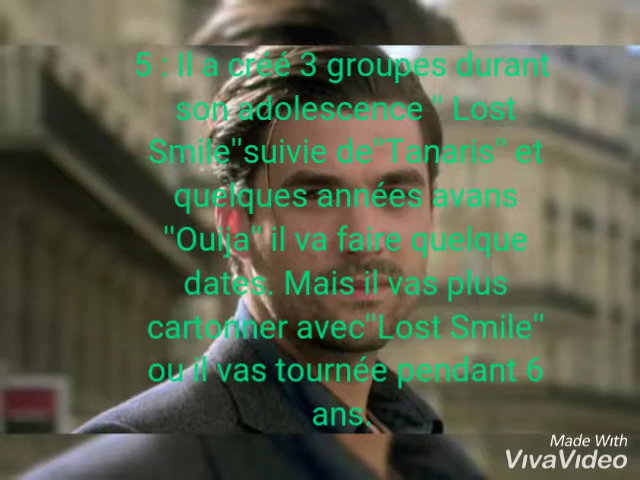 5 : Il a créé 3 groupes durant
son adolescence " Lost
Smile"suivie de"Tanaris" et
quelques années avans
"Ouija" il va faire quelque
dates. Mais il vas plus
cartonner avec"Lost Smile"
ou il vas tournée pendant 6
ans.
Made With
VivaVideo